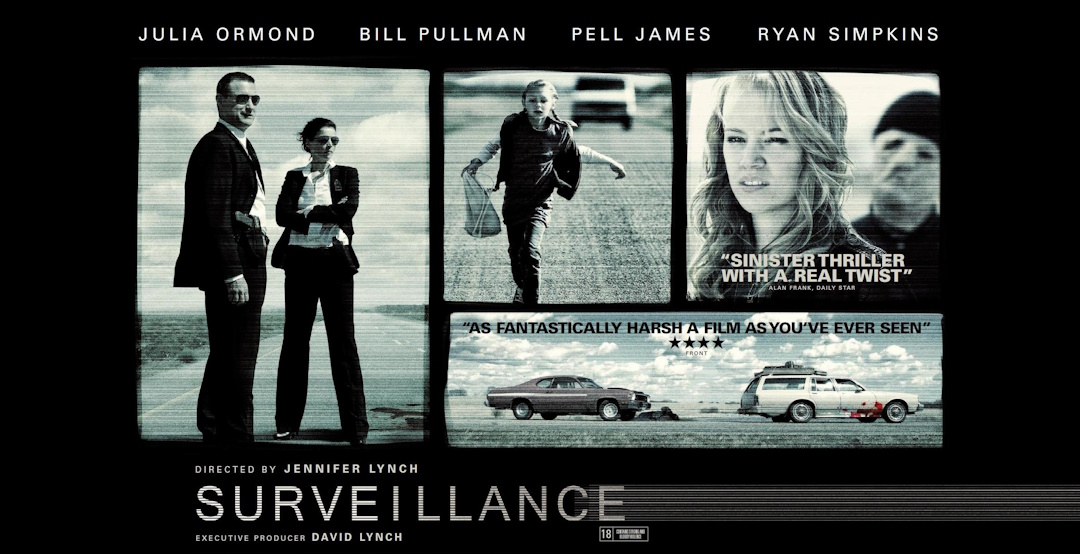 JULIA ORMOND BILL PULLMAN PELL JAMES RYAN SIMPKINS
“SINISTER THRILLER
WITH A REAL TWIST”
ALAN FRANK, DAILY STAR
“AS FANTASTICALLY HARSH A FILM AS YOU’VE EVER SEEN”
★★★★
FRONT
DIRECTED BY JENNIFER LYNCH
SURVEILLANCE
EXECUTIVE PRODUCER DAVID LYNCH
18